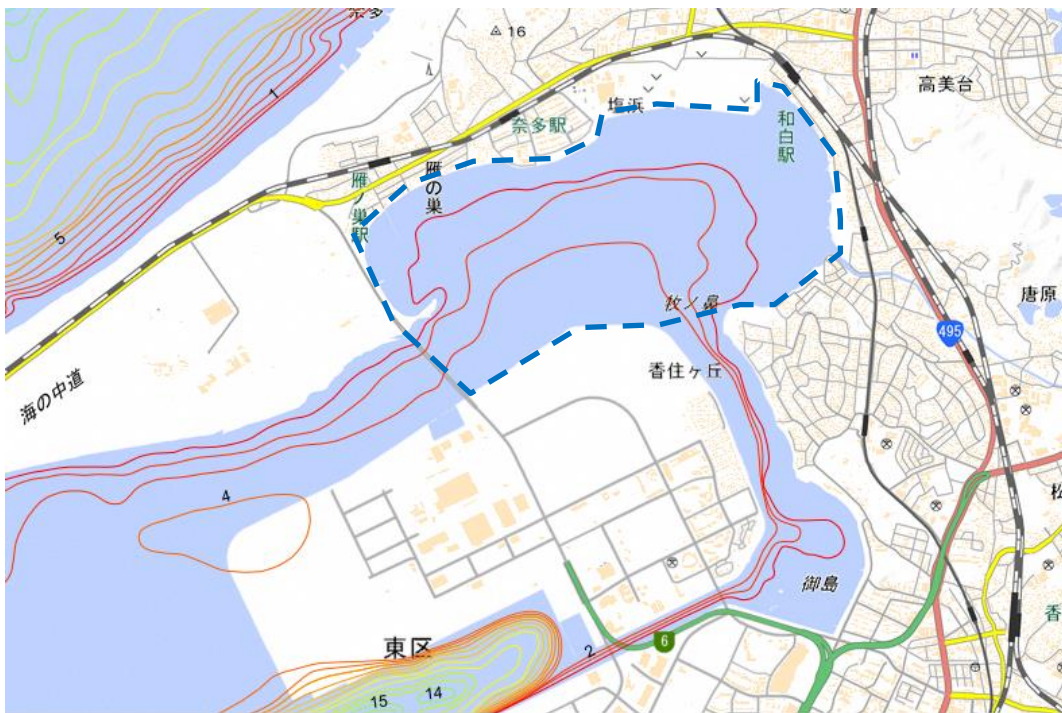 奈多
16
1
高美台
塩浜
奈多駅
和白駅
雁の巣
雁ノ巣駅
5
唐原
牧ノ鼻
495
香住ヶ丘
海の中道
4
松
御島
香
東区
2
6
15
14